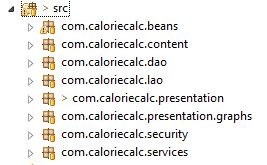 > src
com.caloriecalc.beans
com.caloriecalc.content
com.caloriecalc.dao
com.caloriecalc.lao
> com.caloriecalc.presentation
com.caloriecalc.presentation.graphs
com.caloriecalc.security
com.caloriecalc.services